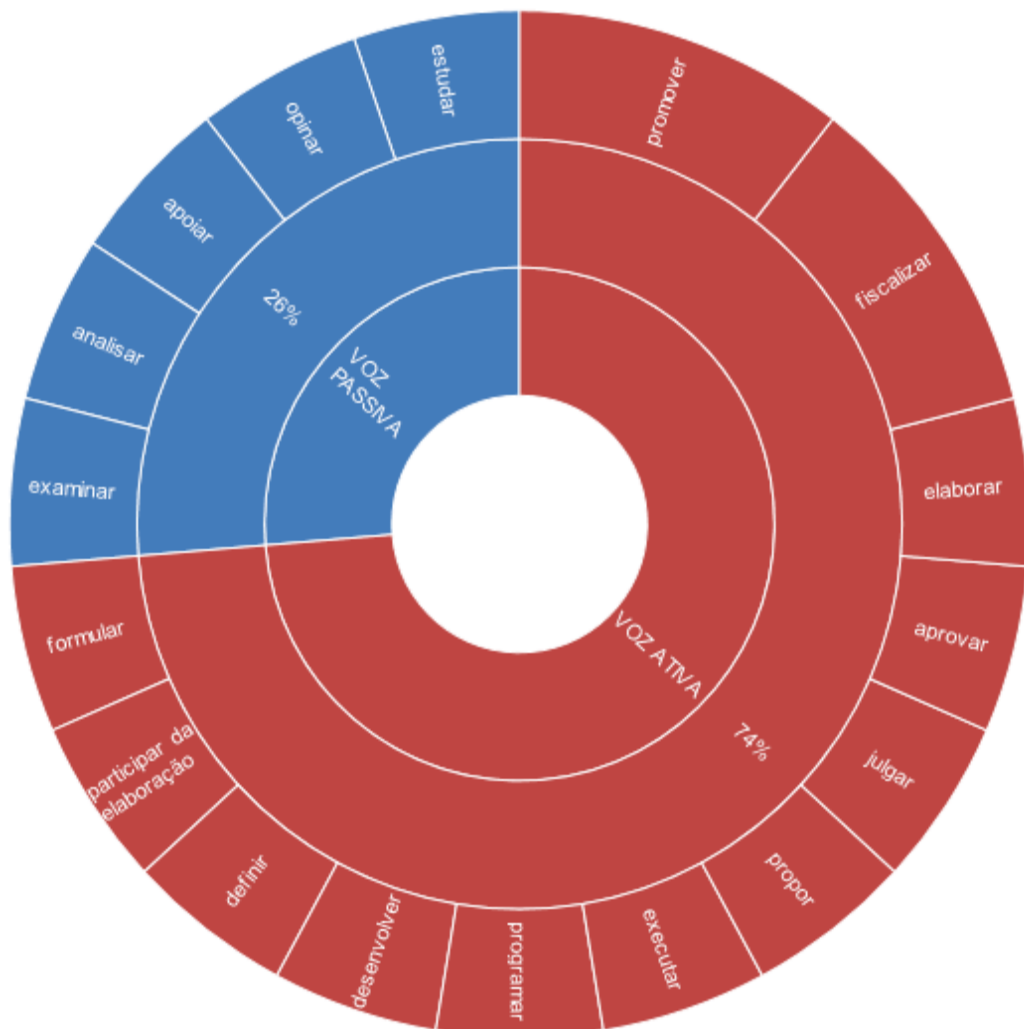 estudar
promover
opinar
fiscalizar
apoiar
26%
analisar
VOZ
PASSIVA
examinar
elaborar
formular
VOZ ATIVA
aprovar
participar da
elaboração
74%
julgar
definir
propor
desenvolver
programar
executar